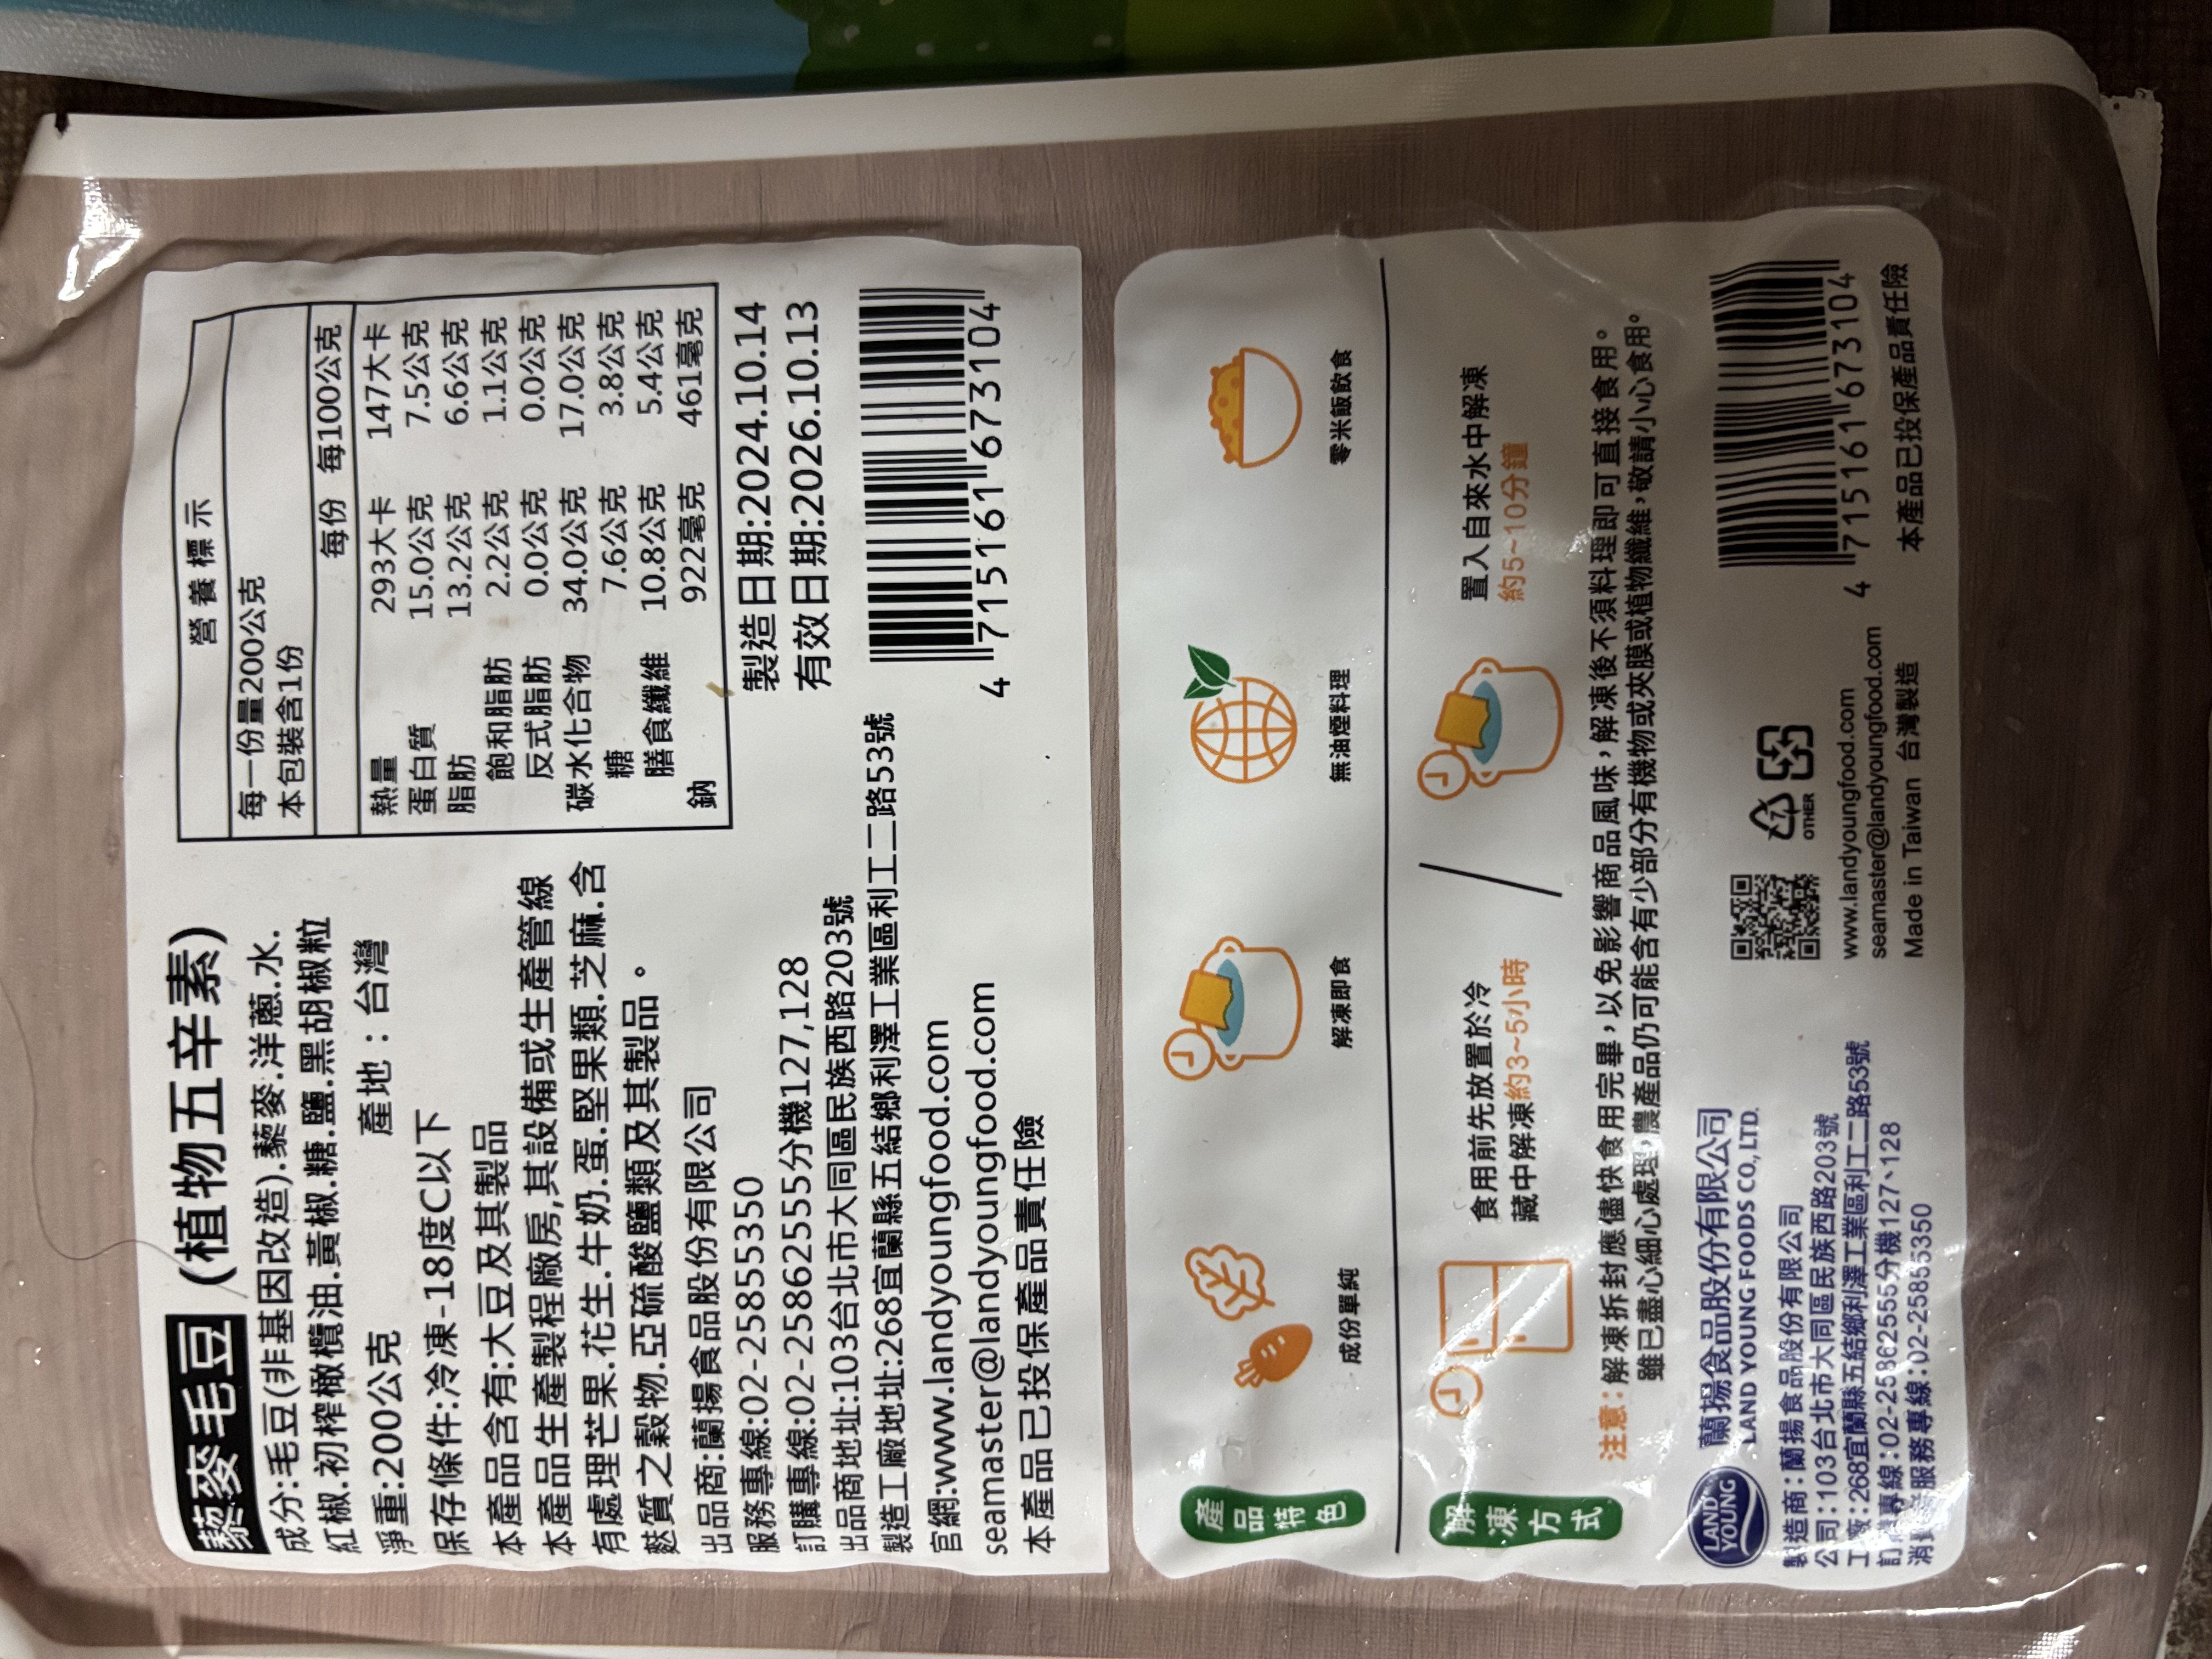 藜麥毛豆 (植物五辛素)
成分:毛豆(非基因改造).藜麥.洋蔥.水.
紅椒.初榨橄欖油.黃椒.糖.鹽.黑胡椒粒
淨重:200公克 產地：台灣
保存條件:冷凍-18度C以下
本產品含有:大豆及其製品
本產品生產製程廠房,其設備或生產管線
有處理芒果.花生.牛奶.蛋.堅果類.芝麻.含
麩質之穀物.亞硫酸鹽類及其製品。
出品商:蘭揚食品股份有限公司
服務專線:02-25855350
訂購專線:02-25862555分機127,128
出品商地址:103台北市大同區民族西路203號
製造工廠地址:268宜蘭縣五結鄉利澤工業區利工二路53號
官網:www.landyoungfood.com
seamaster@landyoungfood.com
本產品已投保產品責任險
營養標示
每一份量200公克
本包裝含1份
每份 每100公克
熱量 293大卡 147大卡
蛋白質 15.0公克 7.5公克
脂肪 13.2公克 6.6公克
飽和脂肪 2.2公克 1.1公克
反式脂肪 0.0公克 0.0公克
碳水化合物 34.0公克 17.0公克
糖 7.6公克 3.8公克
膳食纖維 10.8公克 5.4公克
鈉 922毫克 461毫克
製造日期:2024.10.14
有效日期:2026.10.13
4 715161 673104
產品特色
成份單純
解凍即食
無油煙料理
零米飯飲食
解凍方式
食用前先放置於冷
藏中解凍約3~5小時
置入自來水中解凍
約5~10分鐘
注意：解凍拆封應儘快食用完畢，以免影響商品風味，解凍後不須料理即可直接食用。
雖已盡心細心處理，農產品仍可能含有少部分有機物或夾膜或植物纖維，敬請小心食用。
LAND YOUNG
蘭揚食品股份有限公司
LAND YOUNG FOODS CO., LTD.
製造商：蘭揚食品股份有限公司
公司：103台北市大同區民族西路203號
工廠：268宜蘭縣五結鄉利澤工業區利工二路53號
訂購專線：02-25862555分機127、128
消費者服務專線：02-25855350
7
OTHER
www.landyoungfood.com
seamaster@landyoungfood.com
Made in Taiwan 台灣製造
4 715161 673104
本產品已投保產品責任險